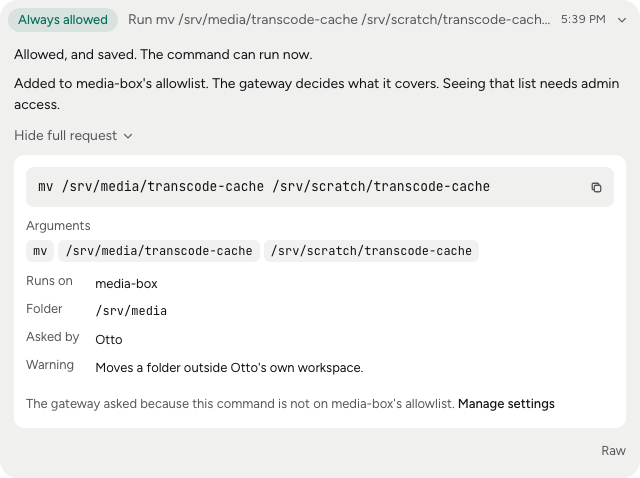 Always allowed Run mv /srv/media/transcode-cache /srv/scratch/transcode-cach... 5:39 PM
Allowed, and saved. The command can run now.
Added to media-box's allowlist. The gateway decides what it covers. Seeing that list needs admin
access.
Hide full request
mv /srv/media/transcode-cache /srv/scratch/transcode-cache
Arguments
mv /srv/media/transcode-cache /srv/scratch/transcode-cache
Runs on media-box
Folder /srv/media
Asked by Otto
Warning Moves a folder outside Otto's own workspace.
The gateway asked because this command is not on media-box's allowlist. Manage settings
Raw